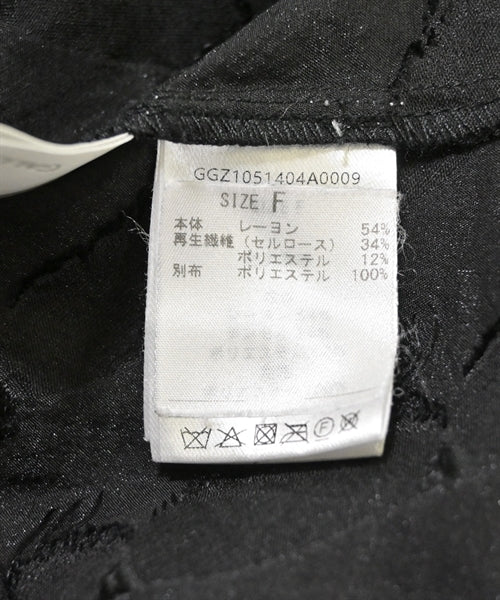 GGZ1051404A0009
SIZE F
本体 レーヨン 54%
再生繊維(セルロース) 34%
ポリエステル 12%
別布 ポリエステル 100%